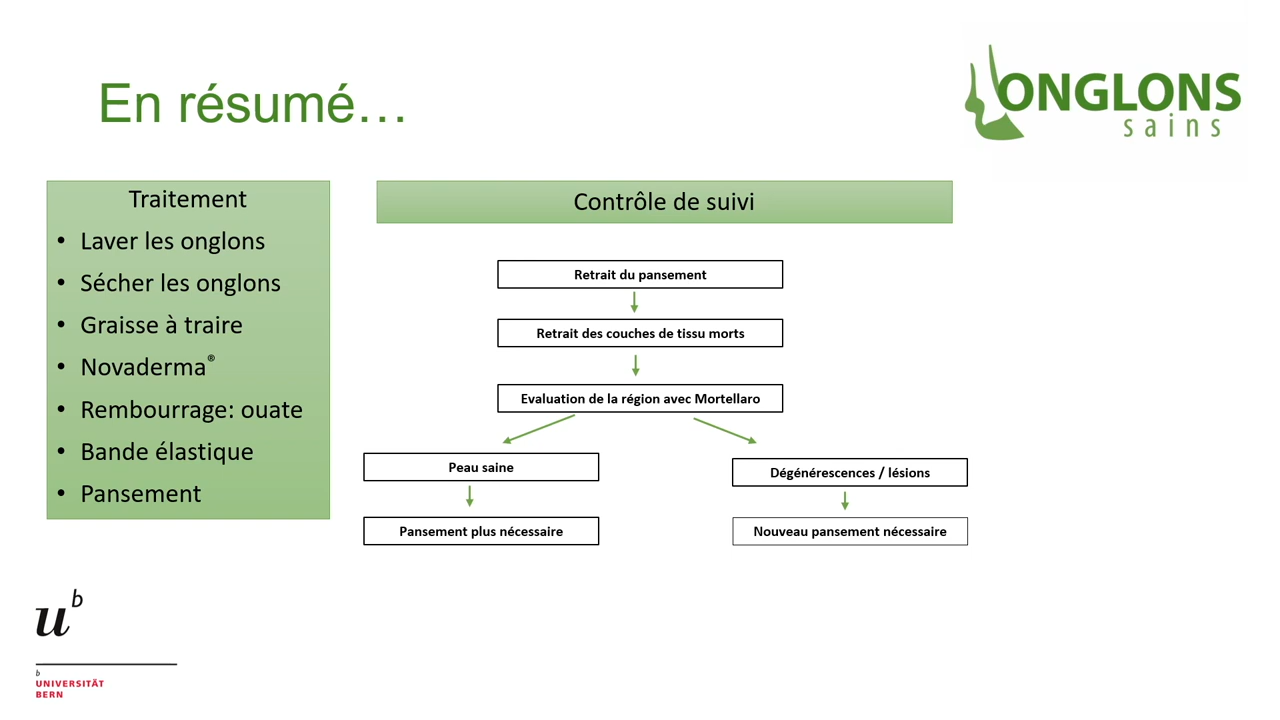 En résumé…
ONGLONS
sains
Traitement
• Laver les onglons
• Sécher les onglons
• Graisse à traire
• Novaderma®
• Rembourrage: ouate
• Bande élastique
• Pansement
Contrôle de suivi
Retrait du pansement
Retrait des couches de tissu morts
Evaluation de la région avec Mortellaro
Peau saine
Dégénérescences / lésions
Pansement plus nécessaire
Nouveau pansement nécessaire
u b
b
UNIVERSITÄT
BERN